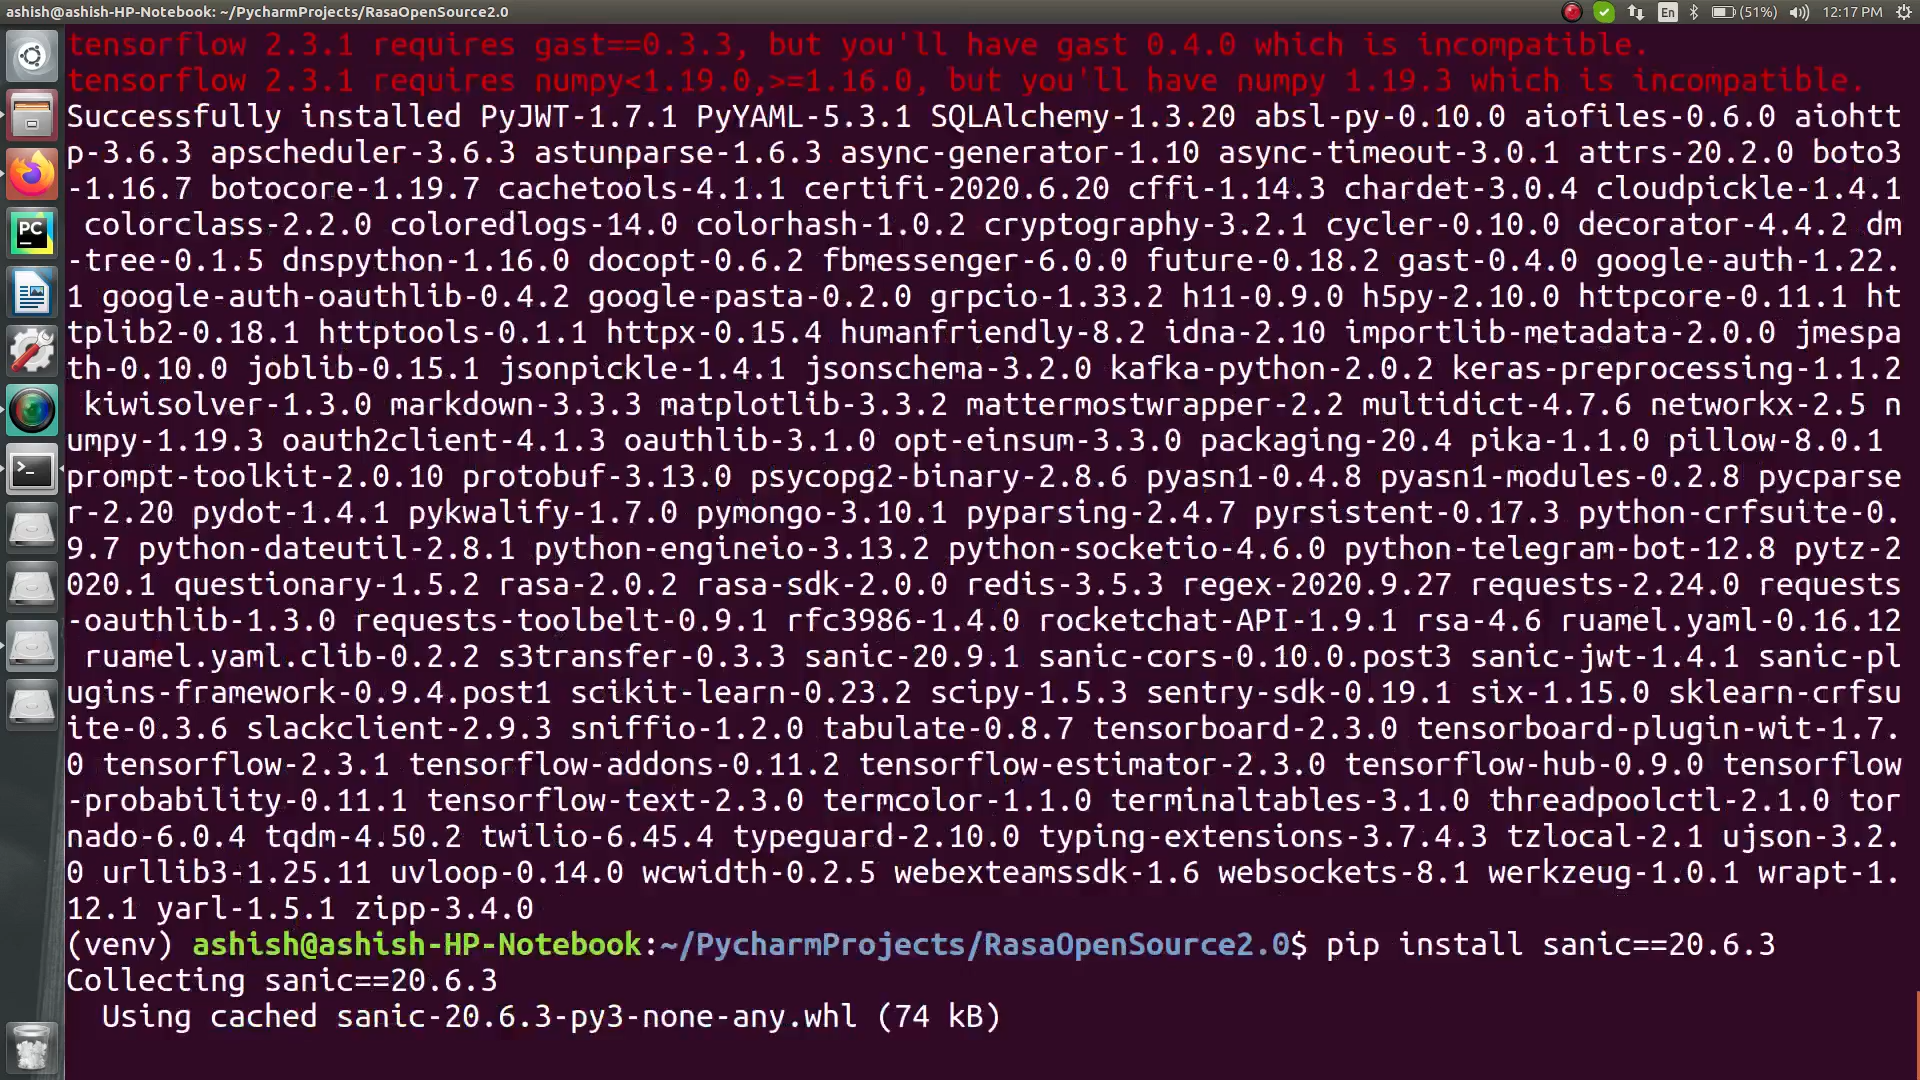 ashish@ashish-HP-Notebook: ~/PycharmProjects/RasaOpenSource2.0
En
(51%)
12:17 PM
tensorflow 2.3.1 requires gast==0.3.3, but you'll have gast 0.4.0 which is incompatible.
tensorflow 2.3.1 requires numpy<1.19.0,>=1.16.0, but you'll have numpy 1.19.3 which is incompatible.
Successfully installed PyJWT-1.7.1 PyYAML-5.3.1 SQLAlchemy-1.3.20 absl-py-0.10.0 aiofiles-0.6.0 aiohtt
p-3.6.3 apscheduler-3.6.3 astunparse-1.6.3 async-generator-1.10 async-timeout-3.0.1 attrs-20.2.0 boto3
-1.16.7 botocore-1.19.7 cachetools-4.1.1 certifi-2020.6.20 cffi-1.14.3 chardet-3.0.4 cloudpickle-1.4.1
colorclass-2.2.0 coloredlogs-14.0 colorhash-1.0.2 cryptography-3.2.1 cycler-0.10.0 decorator-4.4.2 dm
-tree-0.1.5 dnspython-1.16.0 docopt-0.6.2 fbmessenger-6.0.0 future-0.18.2 gast-0.4.0 google-auth-1.22.
1 google-auth-oauthlib-0.4.2 google-pasta-0.2.0 grpcio-1.33.2 h11-0.9.0 h5py-2.10.0 httpcore-0.11.1 ht
tplib2-0.18.1 httptools-0.1.1 httpx-0.15.4 humanfriendly-8.2 idna-2.10 importlib-metadata-2.0.0 jmespa
th-0.10.0 joblib-0.15.1 jsonpickle-1.4.1 jsonschema-3.2.0 kafka-python-2.0.2 keras-preprocessing-1.1.2
kiwisolver-1.3.0 markdown-3.3.3 matplotlib-3.3.2 mattermostwrapper-2.2 multidict-4.7.6 networkx-2.5 n
umpy-1.19.3 oauth2client-4.1.3 oauthlib-3.1.0 opt-einsum-3.3.0 packaging-20.4 pika-1.1.0 pillow-8.0.1
prompt-toolkit-2.0.10 protobuf-3.13.0 psycopg2-binary-2.8.6 pyasn1-0.4.8 pyasn1-modules-0.2.8 pycparse
r-2.20 pydot-1.4.1 pykwalify-1.7.0 pymongo-3.10.1 pyparsing-2.4.7 pyrsistent-0.17.3 python-crfsuite-0.
9.7 python-dateutil-2.8.1 python-engineio-3.13.2 python-socketio-4.6.0 python-telegram-bot-12.8 pytz-2
020.1 questionary-1.5.2 rasa-2.0.2 rasa-sdk-2.0.0 redis-3.5.3 regex-2020.9.27 requests-2.24.0 requests
-oauthlib-1.3.0 requests-toolbelt-0.9.1 rfc3986-1.4.0 rocketchat-API-1.9.1 rsa-4.6 ruamel.yaml-0.16.12
ruamel.yaml.clib-0.2.2 s3transfer-0.3.3 sanic-20.9.1 sanic-cors-0.10.0.post3 sanic-jwt-1.4.1 sanic-pl
ugins-framework-0.9.4.post1 scikit-learn-0.23.2 scipy-1.5.3 sentry-sdk-0.19.1 six-1.15.0 sklearn-crfsu
ite-0.3.6 slackclient-2.9.3 sniffio-1.2.0 tabulate-0.8.7 tensorboard-2.3.0 tensorboard-plugin-wit-1.7.
0 tensorflow-2.3.1 tensorflow-addons-0.11.2 tensorflow-estimator-2.3.0 tensorflow-hub-0.9.0 tensorflow
-probability-0.11.1 tensorflow-text-2.3.0 termcolor-1.1.0 terminaltables-3.1.0 threadpoolctl-2.1.0 tor
nado-6.0.4 tqdm-4.50.2 twilio-6.45.4 typeguard-2.10.0 typing-extensions-3.7.4.3 tzlocal-2.1 ujson-3.2.
0 urllib3-1.25.11 uvloop-0.14.0 wcwidth-0.2.5 webexteamssdk-1.6 websockets-8.1 werkzeug-1.0.1 wrapt-1.
12.1 yarl-1.5.1 zipp-3.4.0
(venv) ashish@ashish-HP-Notebook:~/PycharmProjects/RasaOpenSource2.0$ pip install sanic==20.6.3
Collecting sanic==20.6.3
Using cached sanic-20.6.3-py3-none-any.whl (74 kB)
PC